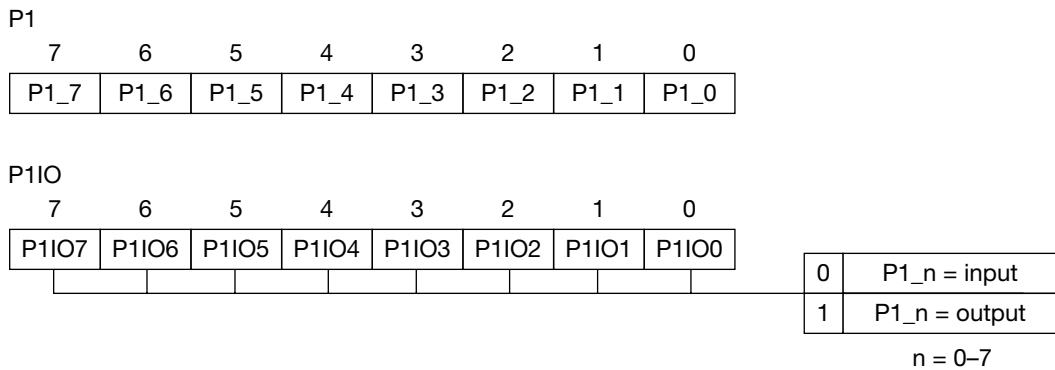 P1
7 6 5 4 3 2 1 0
P1_7 P1_6 P1_5 P1_4 P1_3 P1_2 P1_1 P1_0
P1IO
7 6 5 4 3 2 1 0
P1IO7 P1IO6 P1IO5 P1IO4 P1IO3 P1IO2 P1IO1 P1IO0
0 P1_n = input
1 P1_n = output
n = 0–7